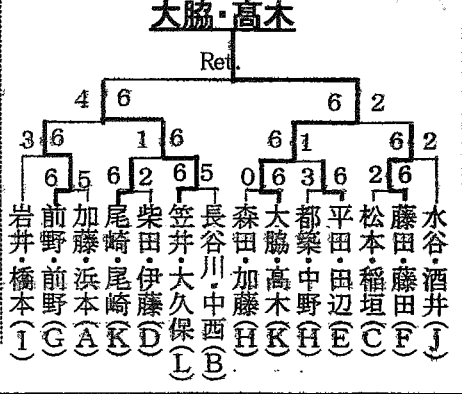 大脇・髙木
Ret.
4 6 6 2
3 6 1 6 6 1 6 2
6 5 6 2 6 5 0 6 3 6 2 6
岩井・橋本(I)
前野・前野(G)
加藤・浜本(A)
尾崎・尾崎(K)
柴田・伊藤(D)
笠井・大久保(L)
長谷川・中西(B)
森田・加藤(H)
大脇・髙木(K)
都築・中野(H)
平田・田辺(E)
松本・稲垣(C)
藤田・藤田(F)
水谷・酒井(J)